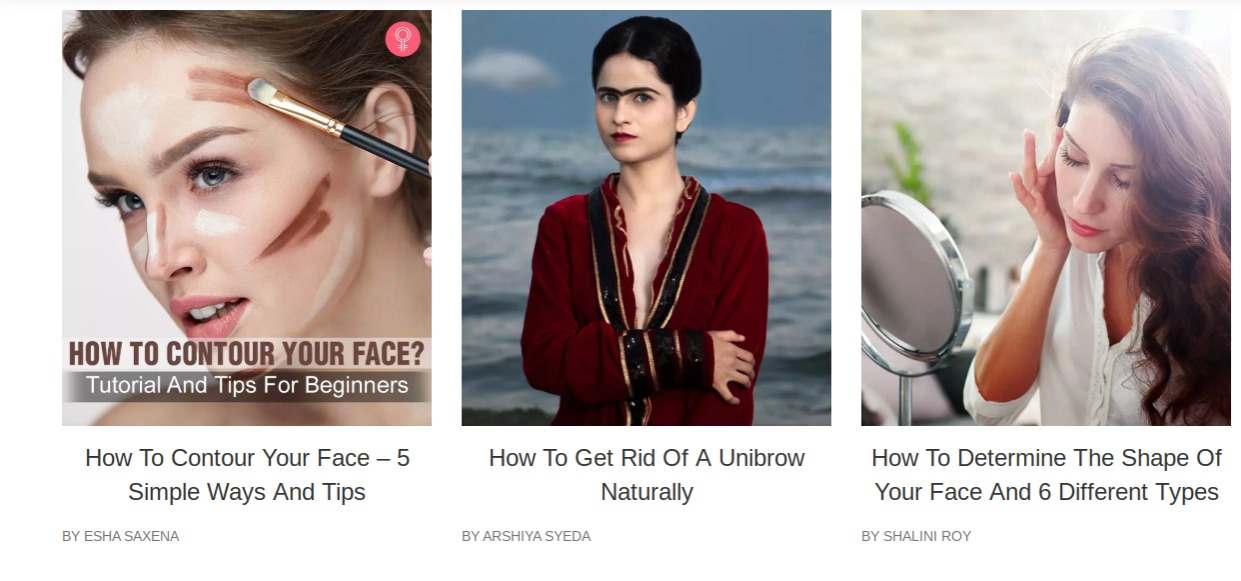 HOW TO CONTOUR YOUR FACE?
Tutorial And Tips For Beginners
How To Contour Your Face – 5
Simple Ways And Tips
BY ESHA SAXENA
How To Get Rid Of A Unibrow
Naturally
BY ARSHIYA SYEDA
How To Determine The Shape Of
Your Face And 6 Different Types
BY SHALINI ROY